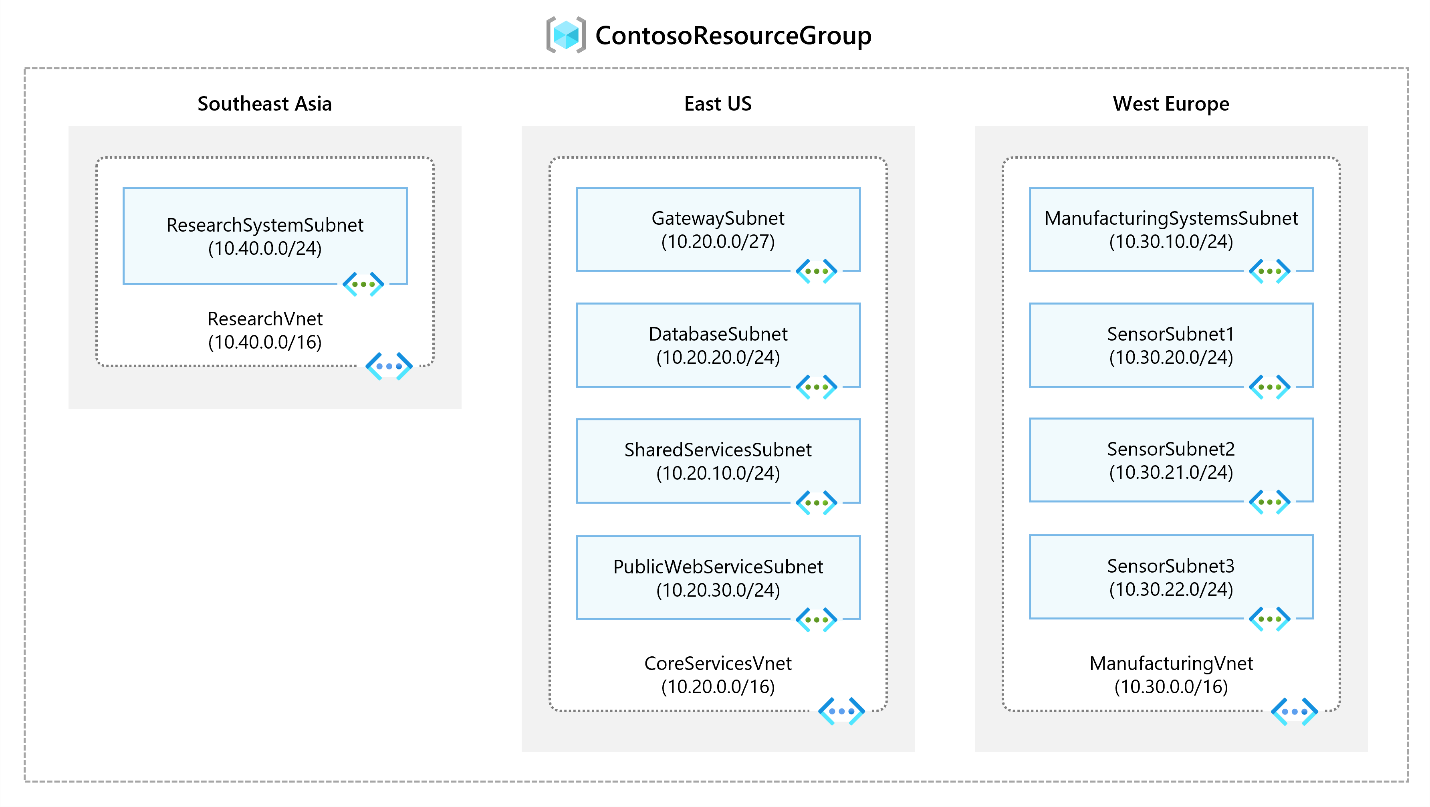 ContosoResourceGroup
Southeast Asia
ResearchSystemSubnet
(10.40.0.0/24)
ResearchVnet
(10.40.0.0/16)
East US
GatewaySubnet
(10.20.0.0/27)
DatabaseSubnet
(10.20.20.0/24)
SharedServicesSubnet
(10.20.10.0/24)
PublicWebServiceSubnet
(10.20.30.0/24)
CoreServicesVnet
(10.20.0.0/16)
West Europe
ManufacturingSystemsSubnet
(10.30.10.0/24)
SensorSubnet1
(10.30.20.0/24)
SensorSubnet2
(10.30.21.0/24)
SensorSubnet3
(10.30.22.0/24)
ManufacturingVnet
(10.30.0.0/16)